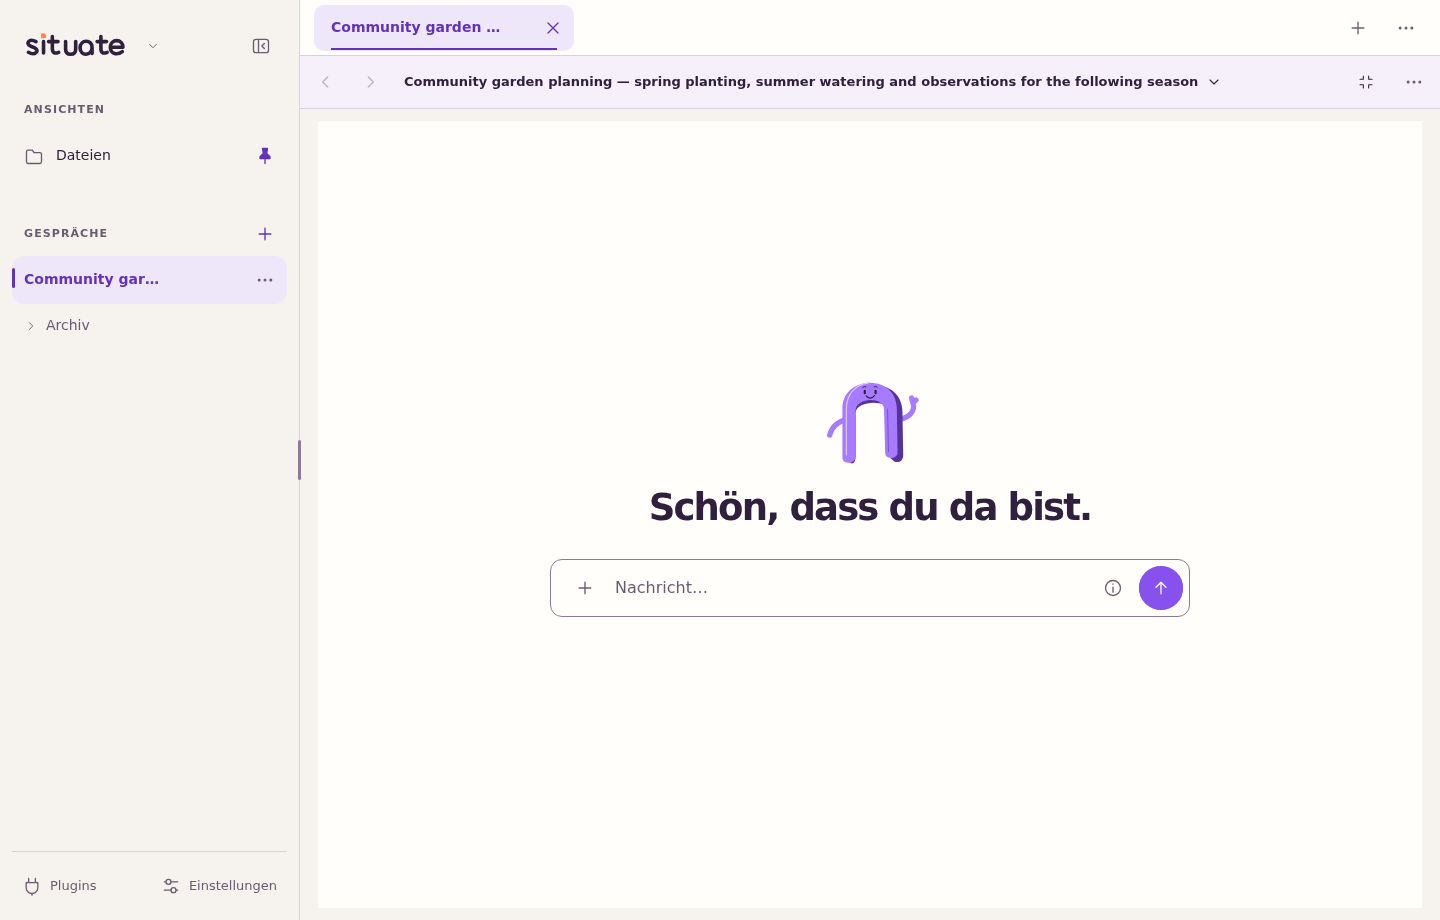 situate
ANSICHTEN
Dateien
GESPRÄCHE
Community gar…
Archiv
Plugins
Einstellungen
Community garden …
Community garden planning — spring planting, summer watering and observations for the following season
Schön, dass du da bist.
Nachricht…